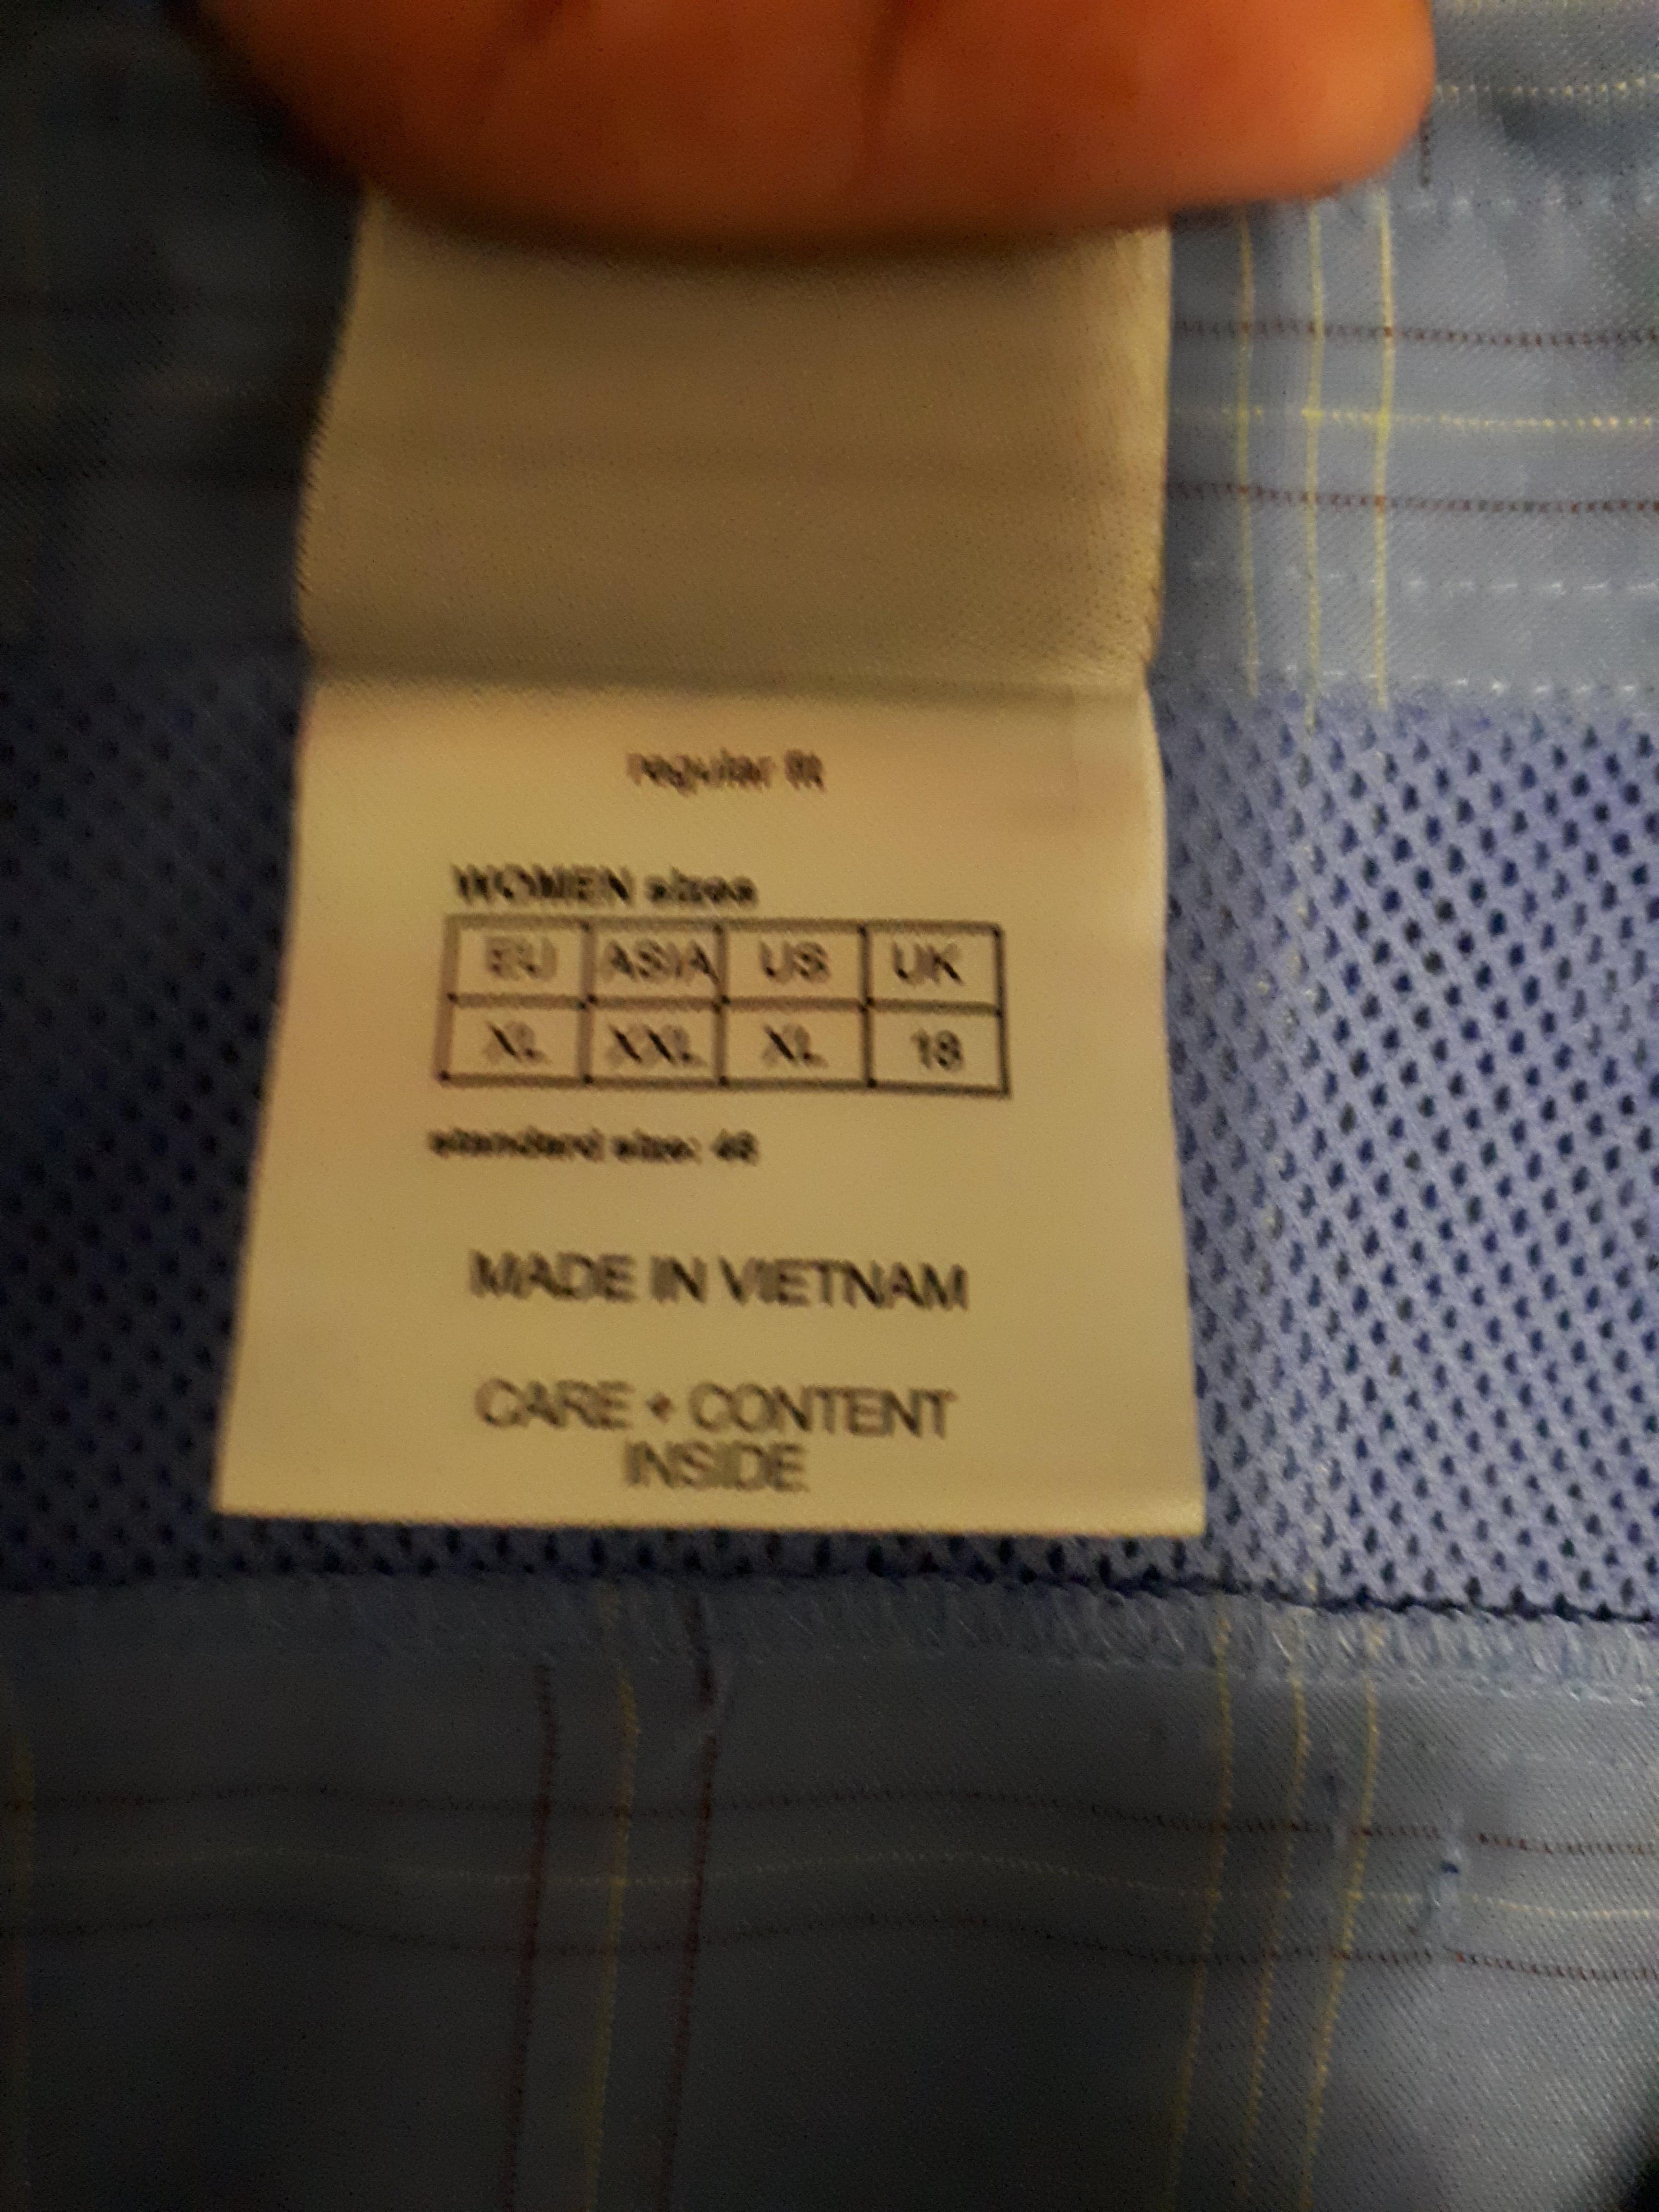 regular fit
WOMEN sizes
EU ASIA US UK
XL XXL XL 18
standard size: 46
MADE IN VIETNAM
CARE + CONTENT
INSIDE